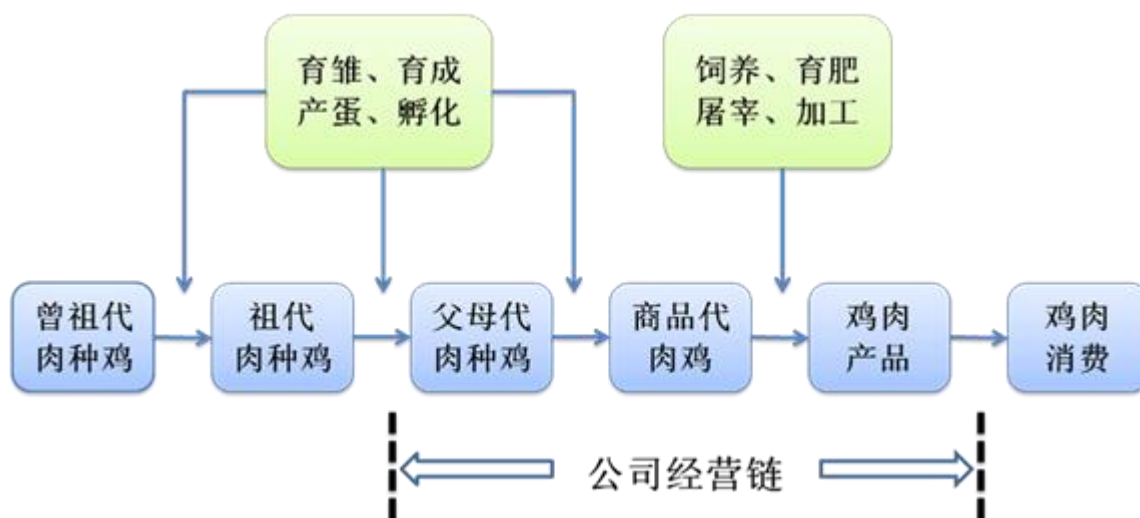 育雏、育成
产蛋、孵化
饲养、育肥
屠宰、加工
曾祖代
肉种鸡
祖代
肉种鸡
父母代
肉种鸡
商品代
肉鸡
鸡肉
产品
鸡肉
消费
公司经营链